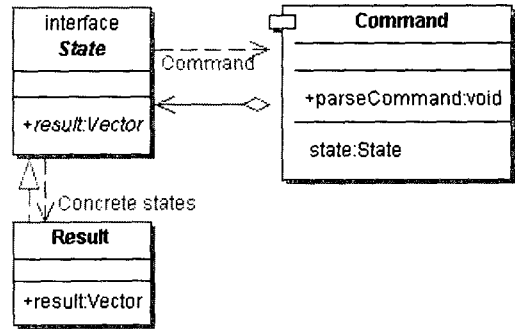 interface
State
+result:Vector
Command
Command
+parseCommand:void
state:State
Concrete states
Result
+result:Vector